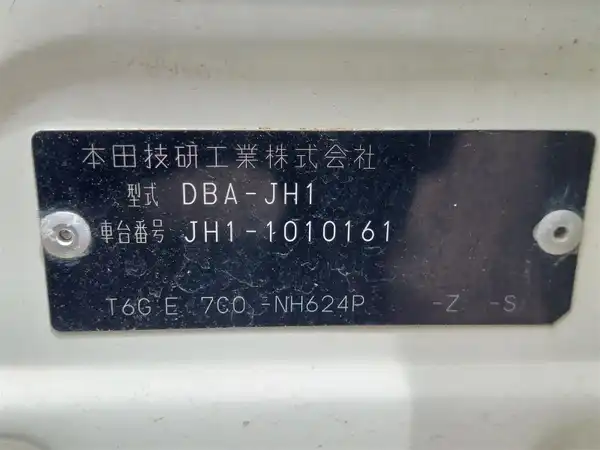 本田技研工業株式会社
型式 DBA-JH1
車台番号 JH1-1010161
T6G E 7C0 -NH624P -Z -S